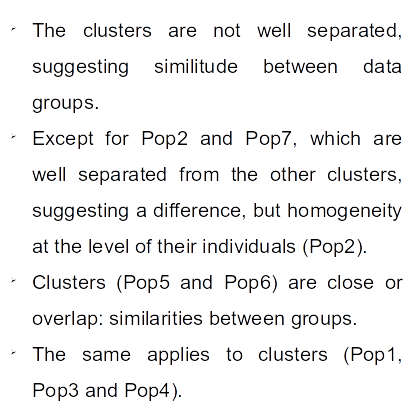 The clusters are not well separated,
suggesting similitude between data
groups.
Except for Pop2 and Pop7, which are
well separated from the other clusters,
suggesting a difference, but homogeneity
at the level of their individuals (Pop2).
Clusters (Pop5 and Pop6) are close or
overlap: similarities between groups.
The same applies to clusters (Pop1,
Pop3 and Pop4).